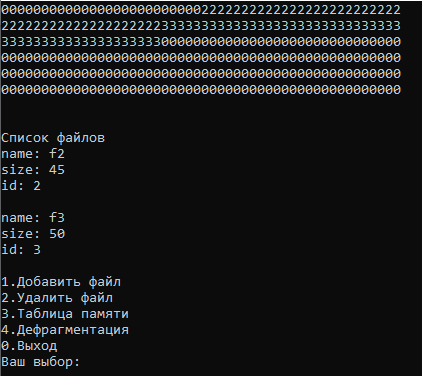 00000000000000000000000002222222222222222222222222
22222222222222222222333333333333333333333333333333
33333333333333333333000000000000000000000000000000
00000000000000000000000000000000000000000000000000
00000000000000000000000000000000000000000000000000
00000000000000000000000000000000000000000000000000
Список файлов
name: f2
size: 45
id: 2
name: f3
size: 50
id: 3
1.Добавить файл
2.Удалить файл
3.Таблица памяти
4.Дефрагментация
0.Выход
Ваш выбор: